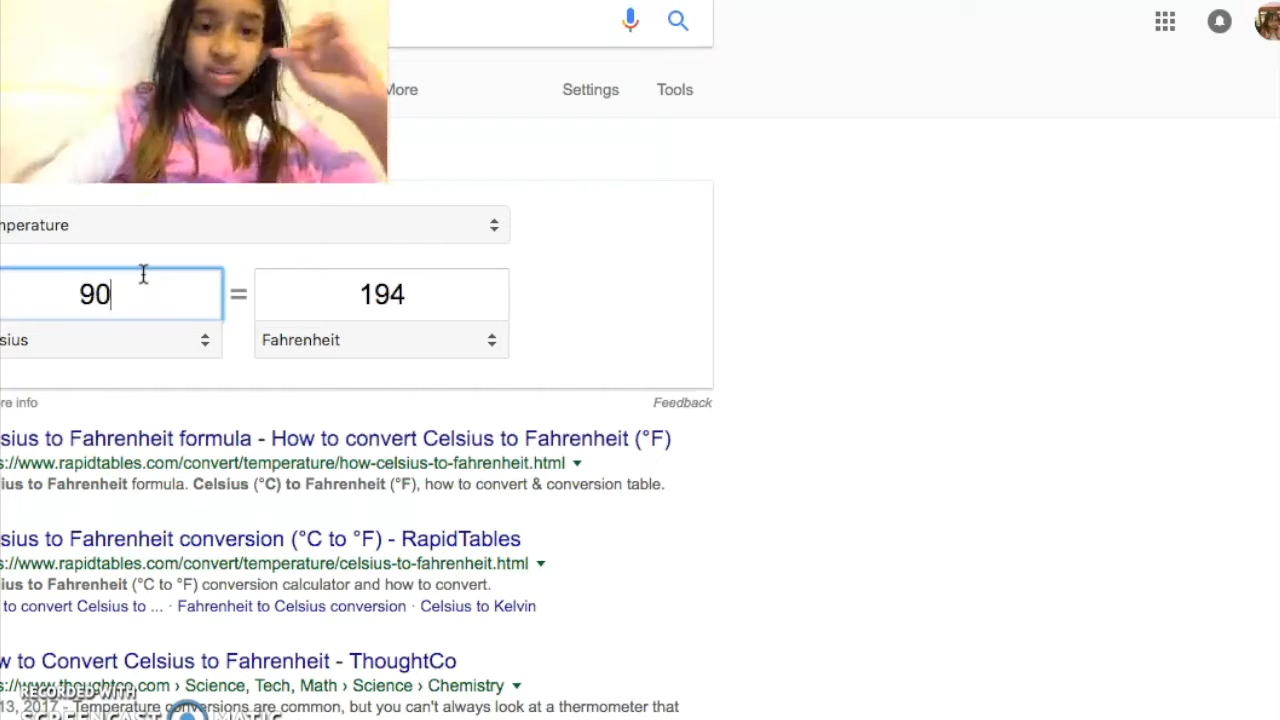 More
Settings
Tools
mperature
90
=
194
sius
Fahrenheit
re info
Feedback
sius to Fahrenheit formula - How to convert Celsius to Fahrenheit (°F)
s://www.rapidtables.com/convert/temperature/how-celsius-to-fahrenheit.html
ius to Fahrenheit formula. Celsius (°C) to Fahrenheit (°F), how to convert & conversion table.
sius to Fahrenheit conversion (°C to °F) - RapidTables
s://www.rapidtables.com/convert/temperature/celsius-to-fahrenheit.html
ius to Fahrenheit (°C to °F) conversion calculator and how to convert.
to convert Celsius to ... · Fahrenheit to Celsius conversion · Celsius to Kelvin
w to Convert Celsius to Fahrenheit - ThoughtCo
s://www.thoughtco.com › Science, Tech, Math › Science › Chemistry
13, 2017 - Temperature conversions are common, but you can't always look at a thermometer that
RECORDED WITH
SCREENCAST MATIC